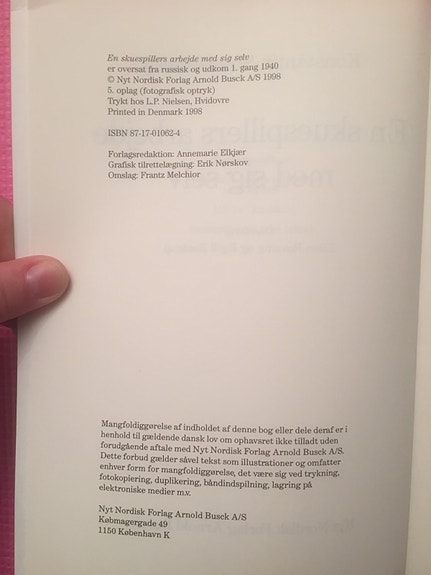 En skuespillers arbejde med sig selv
er oversat fra russisk og udkom 1. gang 1940
© Nyt Nordisk Forlag Arnold Busck A/S 1998
5. oplag (fotografisk optryk)
Trykt hos L.P. Nielsen, Hvidovre
Printed in Denmark 1998
ISBN 87-17-01062-4
Forlagsredaktion: Annemarie Elkjær
Grafisk tilrettelægning: Erik Nørskov
Omslag: Frantz Melchior
Mangfoldiggørelse af indholdet af denne bog eller dele deraf er i
henhold til gældende dansk lov om ophavsret ikke tilladt uden
forudgående aftale med Nyt Nordisk Forlag Arnold Busck A/S.
Dette forbud gælder såvel tekst som illustrationer og omfatter
enhver form for mangfoldiggørelse, det være sig ved trykning,
fotokopiering, duplikering, båndindspilning, lagring på
elektroniske medier m.v.
Nyt Nordisk Forlag Arnold Busck A/S
Købmagergade 49
1150 København K